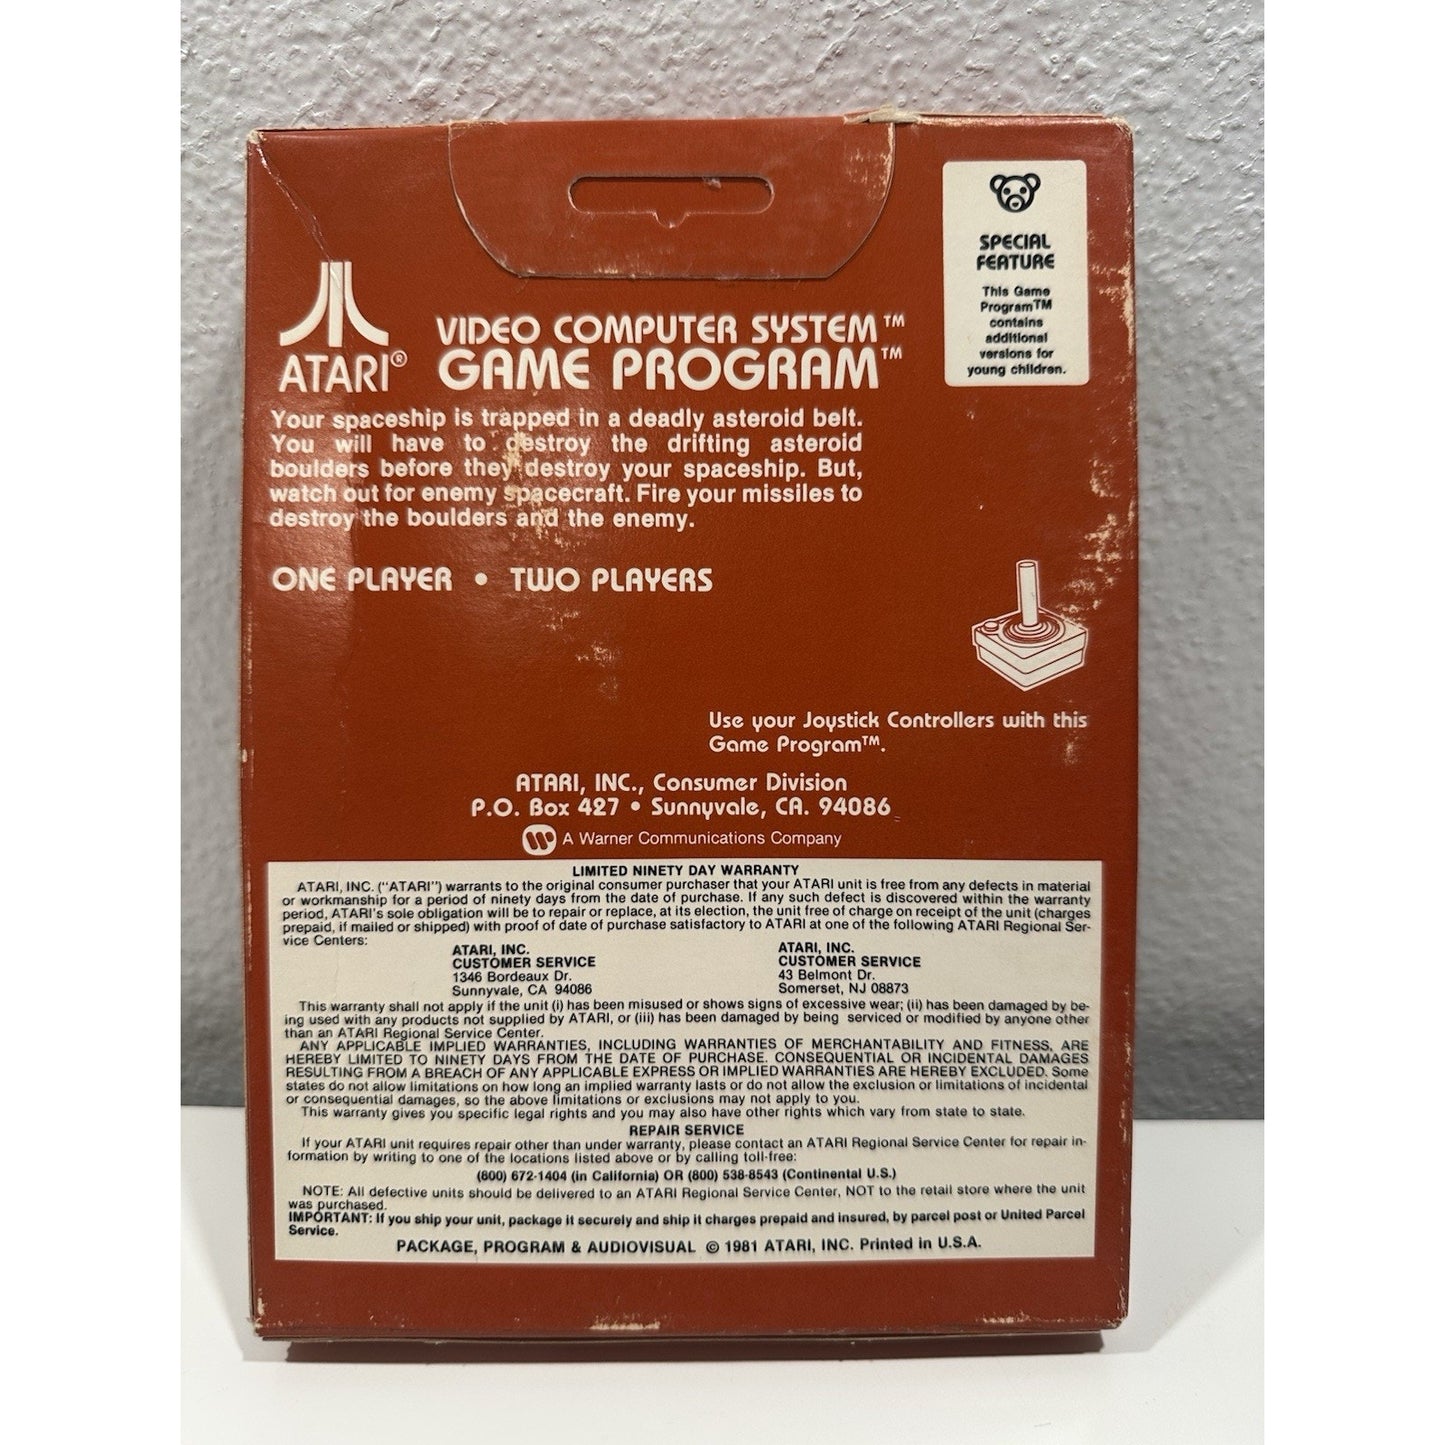 SPECIAL
FEATURE
This Game
Program™
contains
additional
versions for
young children.
ATARI®
VIDEO COMPUTER SYSTEM™
GAME PROGRAM™
Your spaceship is trapped in a deadly asteroid belt.
You will have to destroy the drifting asteroid
boulders before they destroy your spaceship. But,
watch out for enemy spacecraft. Fire your missiles to
destroy the boulders and the enemy.
ONE PLAYER • TWO PLAYERS
Use your Joystick Controllers with this
Game Program™.
ATARI, INC., Consumer Division
P.O. Box 427 • Sunnyvale, CA. 94086
A Warner Communications Company
LIMITED NINETY DAY WARRANTY
ATARI, INC. ("ATARI") warrants to the original consumer purchaser that your ATARI unit is free from any defects in material
or workmanship for a period of ninety days from the date of purchase. If any such defect is discovered within the warranty
period, ATARI's sole obligation will be to repair or replace, at its election, the unit free of charge on receipt of the unit (charges
prepaid, if mailed or shipped) with proof of date of purchase satisfactory to ATARI at one of the following ATARI Regional Ser-
vice Centers:
ATARI, INC.
CUSTOMER SERVICE
1346 Bordeaux Dr.
Sunnyvale, CA 94086
ATARI, INC.
CUSTOMER SERVICE
43 Belmont Dr.
Somerset, NJ 08873
This warranty shall not apply if the unit (i) has been misused or shows signs of excessive wear; (ii) has been damaged by be-
ing used with any products not supplied by ATARI, or (iii) has been damaged by being serviced or modified by anyone other
than an ATARI Regional Service Center.
ANY APPLICABLE IMPLIED WARRANTIES, INCLUDING WARRANTIES OF MERCHANTABILITY AND FITNESS, ARE
HEREBY LIMITED TO NINETY DAYS FROM THE DATE OF PURCHASE. CONSEQUENTIAL OR INCIDENTAL DAMAGES
RESULTING FROM A BREACH OF ANY APPLICABLE EXPRESS OR IMPLIED WARRANTIES ARE HEREBY EXCLUDED. Some
states do not allow limitations on how long an implied warranty lasts or do not allow the exclusion or limitations of incidental
or consequential damages, so the above limitations or exclusions may not apply to you.
This warranty gives you specific legal rights and you may also have other rights which vary from state to state.
REPAIR SERVICE
If your ATARI unit requires repair other than under warranty, please contact an ATARI Regional Service Center for repair in-
formation by writing to one of the locations listed above or by calling toll-free:
(800) 672-1404 (in California) OR (800) 538-8543 (Continental U.S.)
NOTE: All defective units should be delivered to an ATARI Regional Service Center, NOT to the retail store where the unit
was purchased.
IMPORTANT: If you ship your unit, package it securely and ship it charges prepaid and insured, by parcel post or United Parcel
Service.
PACKAGE, PROGRAM & AUDIOVISUAL © 1981 ATARI, INC. Printed in U.S.A.